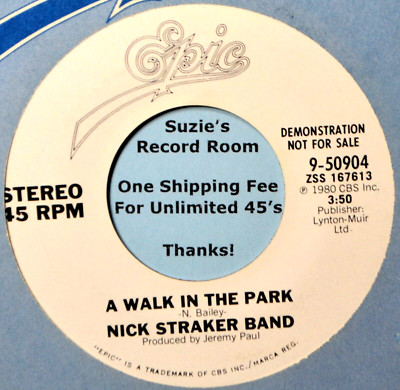 Epic
Suzie's
Record Room
One Shipping Fee
For Unlimited 45's
Thanks!
STEREO
45 RPM
DEMONSTRATION
NOT FOR SALE
9-50904
ZSS 167613
℗ 1980 CBS Inc.
3:50
Publisher:
Lynton-Muir
Ltd.
A WALK IN THE PARK
-N. Bailey-
NICK STRAKER BAND
Produced by Jeremy Paul
"EPIC" IS A TRADEMARK OF CBS INC./MARCA REG.